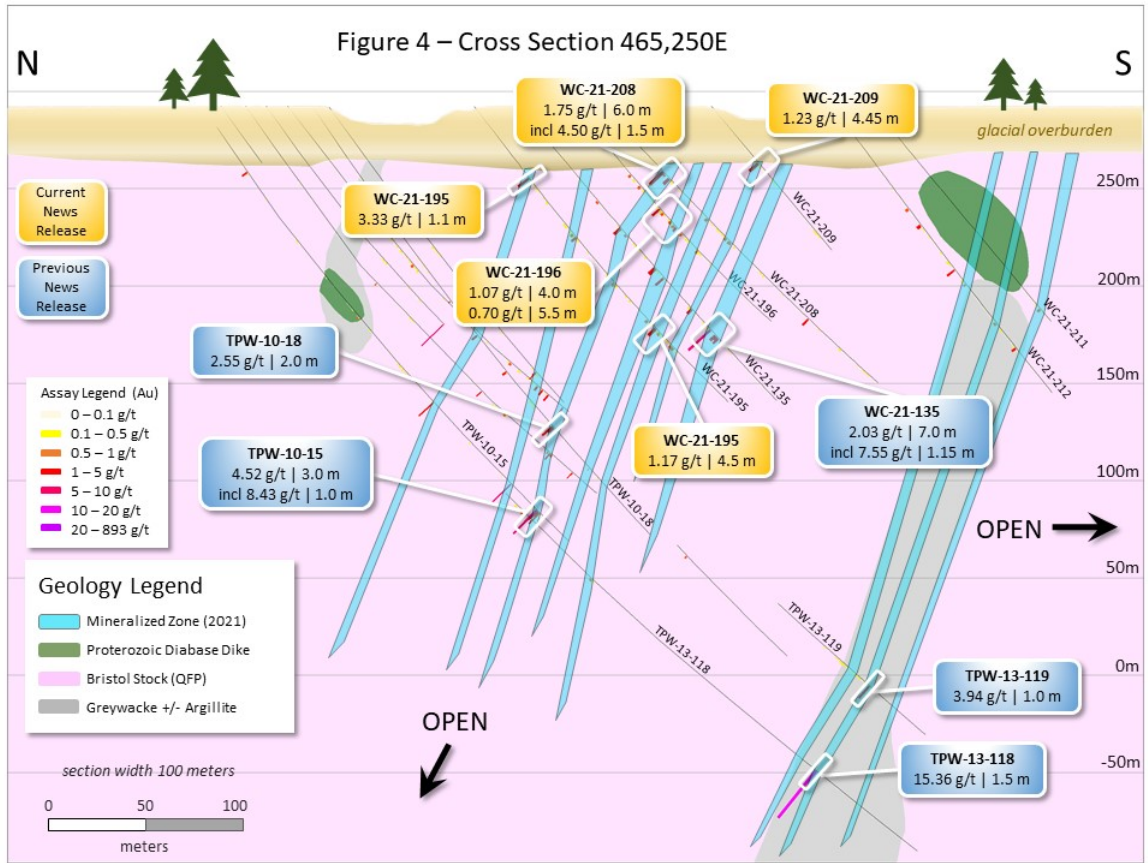 Figure 4 – Cross Section 465,250E
N
S
WC-21-208
1.75 g/t | 6.0 m
incl 4.50 g/t | 1.5 m
WC-21-209
1.23 g/t | 4.45 m
glacial overburden
Current
News
Release
Previous
News
Release
WC-21-195
3.33 g/t | 1.1 m
WC-21-196
1.07 g/t | 4.0 m
0.70 g/t | 5.5 m
TPW-10-18
2.55 g/t | 2.0 m
TPW-10-15
4.52 g/t | 3.0 m
incl 8.43 g/t | 1.0 m
WC-21-195
1.17 g/t | 4.5 m
WC-21-135
2.03 g/t | 7.0 m
incl 7.55 g/t | 1.15 m
TPW-13-119
3.94 g/t | 1.0 m
TPW-13-118
15.36 g/t | 1.5 m
WC-21-209
WC-21-208
WC-21-196
WC-21-135
WC-21-195
WC-21-211
WC-21-212
TPW-10-15
TPW-10-18
TPW-13-119
TPW-13-118
250m
200m
150m
100m
50m
0m
-50m
OPEN
OPEN
Assay Legend (Au)
0 – 0.1 g/t
0.1 – 0.5 g/t
0.5 – 1 g/t
1 – 5 g/t
5 – 10 g/t
10 – 20 g/t
20 – 893 g/t
Geology Legend
Mineralized Zone (2021)
Proterozoic Diabase Dike
Bristol Stock (QFP)
Greywacke +/- Argillite
section width 100 meters
0 50 100
meters